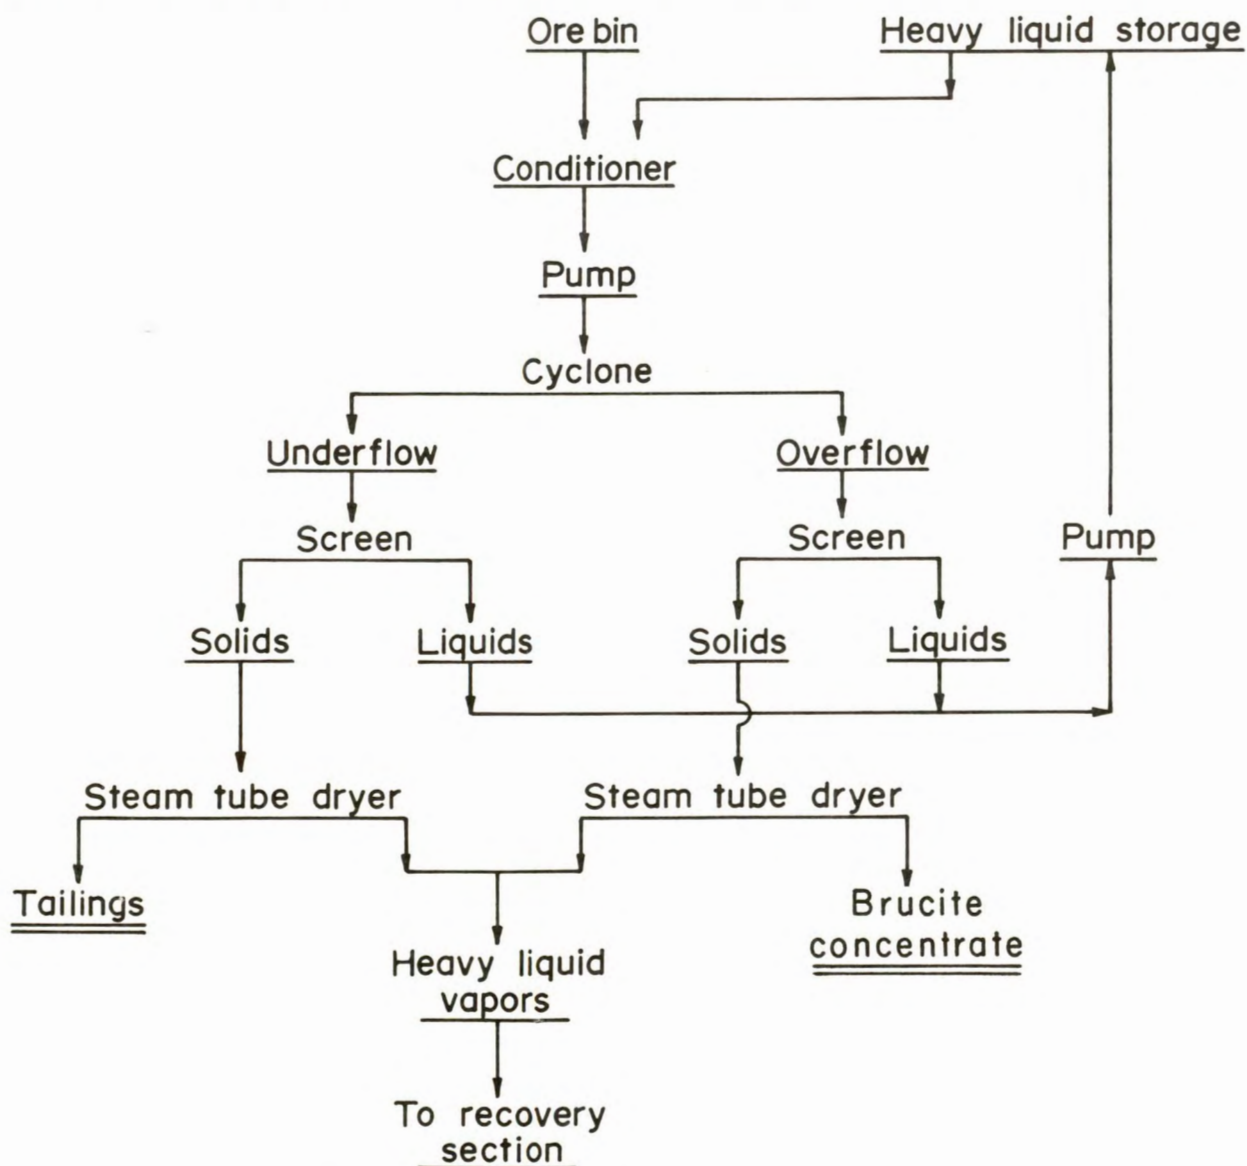 Ore bin
Heavy liquid storage
Conditioner
Pump
Cyclone
Underflow
Overflow
Screen
Screen
Pump
Solids
Liquids
Solids
Liquids
Steam tube dryer
Steam tube dryer
Tailings
Brucite
concentrate
Heavy liquid
vapors
To recovery
section